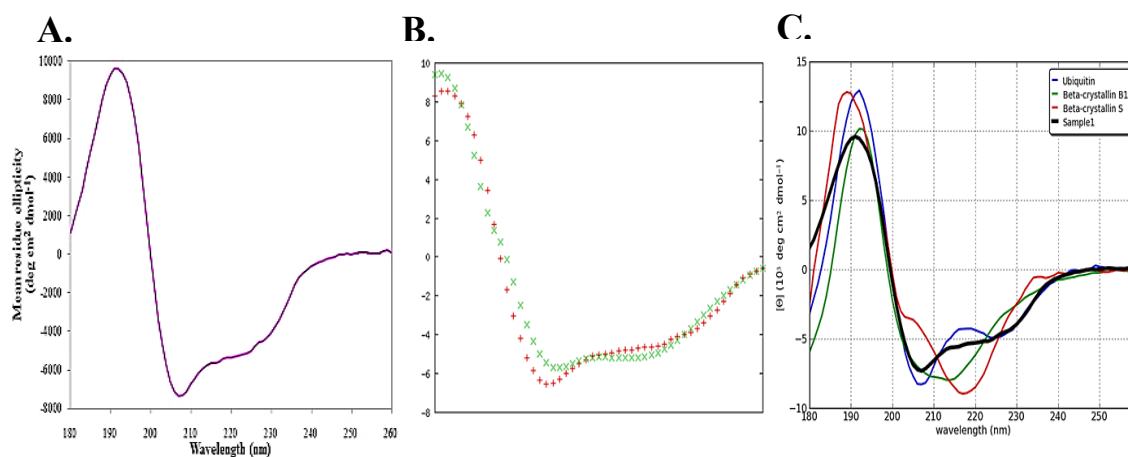 A.
B.
C.
10000
8000
6000
4000
2000
0
-2000
-4000
-6000
-8000
Mean residue ellipticity
(deg cm² dmol⁻¹)
180 190 200 210 220 230 240 250 260
Wavelength (nm)
10
8
6
4
2
0
-2
-4
-6
-8
15
10
5
0
−5
−10
[Θ] (10³ deg cm² dmol⁻¹)
180 190 200 210 220 230 240 250
wavelength (nm)
Ubiquitin
Beta-crystallin B1
Beta-crystallin S
Sample1